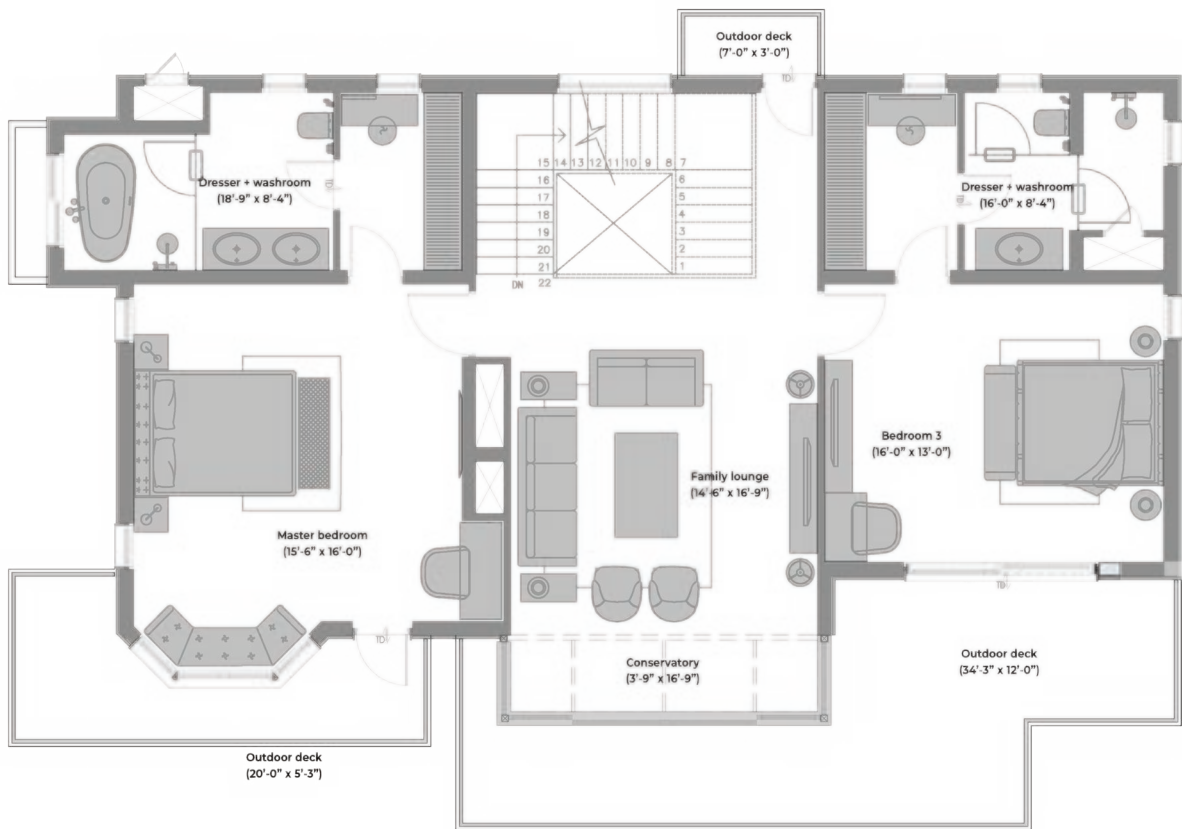 Outdoor deck
(7'-0" x 3'-0")
TD
Dresser + washroom
(18'-9" x 8'-4")
TD
15 14 13 12 11 10 9 8 7
16
17
18
19
20
21
22
6
5
4
3
2
1
DN
Dresser + washroom
(16'-0" x 8'-4")
Bedroom 3
(16'-0" x 13'-0")
Family lounge
(14'-6" x 16'-9")
Master bedroom
(15'-6" x 16'-0")
TD
TD
Conservatory
(3'-9" x 16'-9")
Outdoor deck
(34'-3" x 12'-0")
Outdoor deck
(20'-0" x 5'-3")